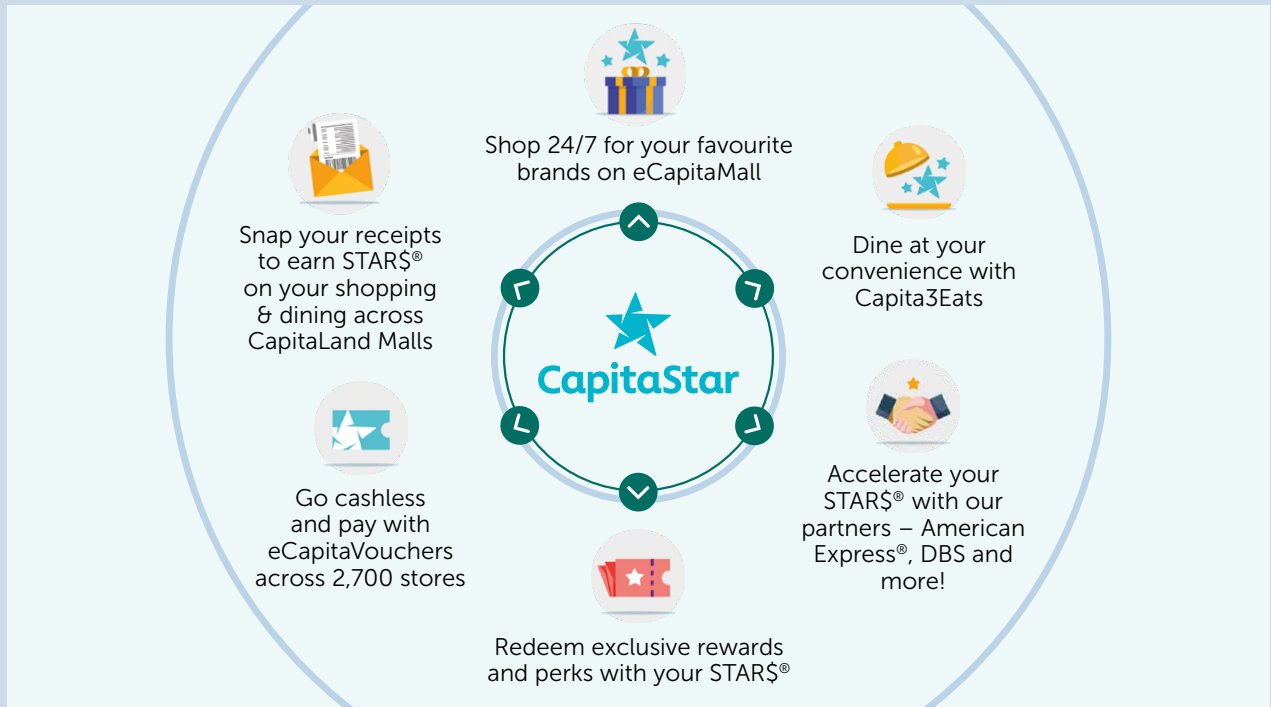 Shop 24/7 for your favourite
brands on eCapitaMall
Snap your receipts
to earn STAR$®
on your shopping
& dining across
CapitaLand Malls
Dine at your
convenience with
Capita3Eats
CapitaStar
Go cashless
and pay with
eCapitaVouchers
across 2,700 stores
Accelerate your
STAR$® with our
partners – American
Express®, DBS and
more!
Redeem exclusive rewards
and perks with your STAR$®